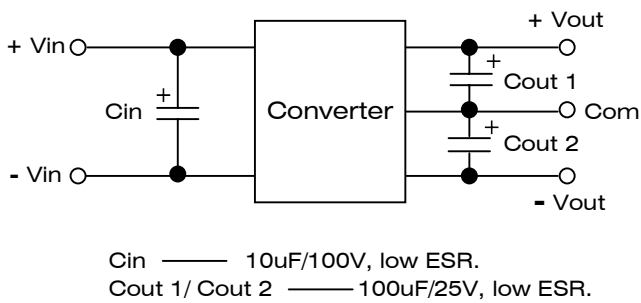 + Vout
+ Vin
+
Cout 1
+
Cin
Converter
Com
+
Cout 2
- Vin
- Vout
Cin —— 10uF/100V, low ESR.
Cout 1/ Cout 2 —— 100uF/25V, low ESR.